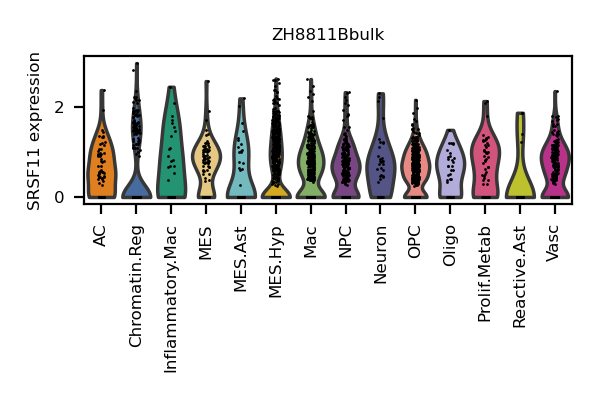 ZH8811Bbulk
SRSF11 expression
2
0
AC
Chromatin.Reg
Inflammatory.Mac
MES
MES.Ast
MES.Hyp
Mac
NPC
Neuron
OPC
Oligo
Prolif.Metab
Reactive.Ast
Vasc